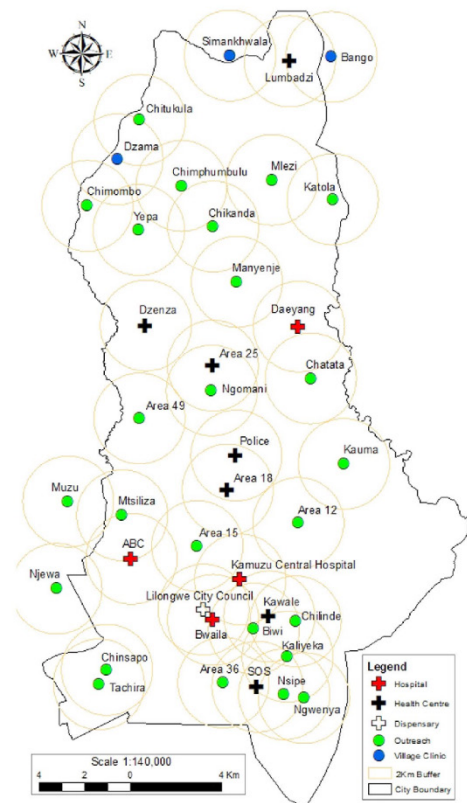 N
W E
S
Simankhwala
Lumbadzi
Bango
Chitukula
Dzama
Chimphumbulu
Mlezi
Chimombo
Katola
Yepa
Chikanda
Manyenje
Dzenza
Daeyang
Area 25
Ngomani
Chatata
Area 49
Police
Kauma
Area 18
Muzu
Mtsiliza
Area 12
Area 15
ABC
Kamuzu Central Hospital
Njewa
Lilongwe City Council
Kawale
Chilinde
Bwaila
Biwi
Kaliyeka
Chinsapo
Area 36
SOS
Nsipe
Tachira
Ngwenya
Legend
Hospital
Health Centre
Dispensary
Outreach
Village Clinic
2Km Buffer
City Boundary
Scale 1:140,000
4 0 4 Km